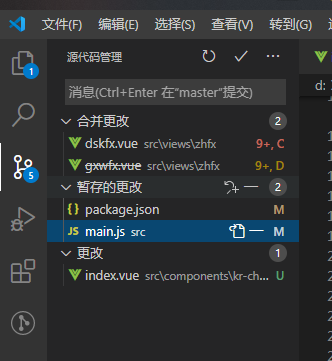 文件(F) 编辑(E) 选择(S) 查看(V) 转到(G)
源代码管理
消息(Ctrl+Enter 在"master"提交)
d:
合并更改 2
dskfx.vue src\views\zhfx 9+, C
gxwfx.vue src\views\zhfx 9+, D
暂存的更改 2
package.json M
main.js src M
更改 1
index.vue src\components\kr-ch... U
1
5